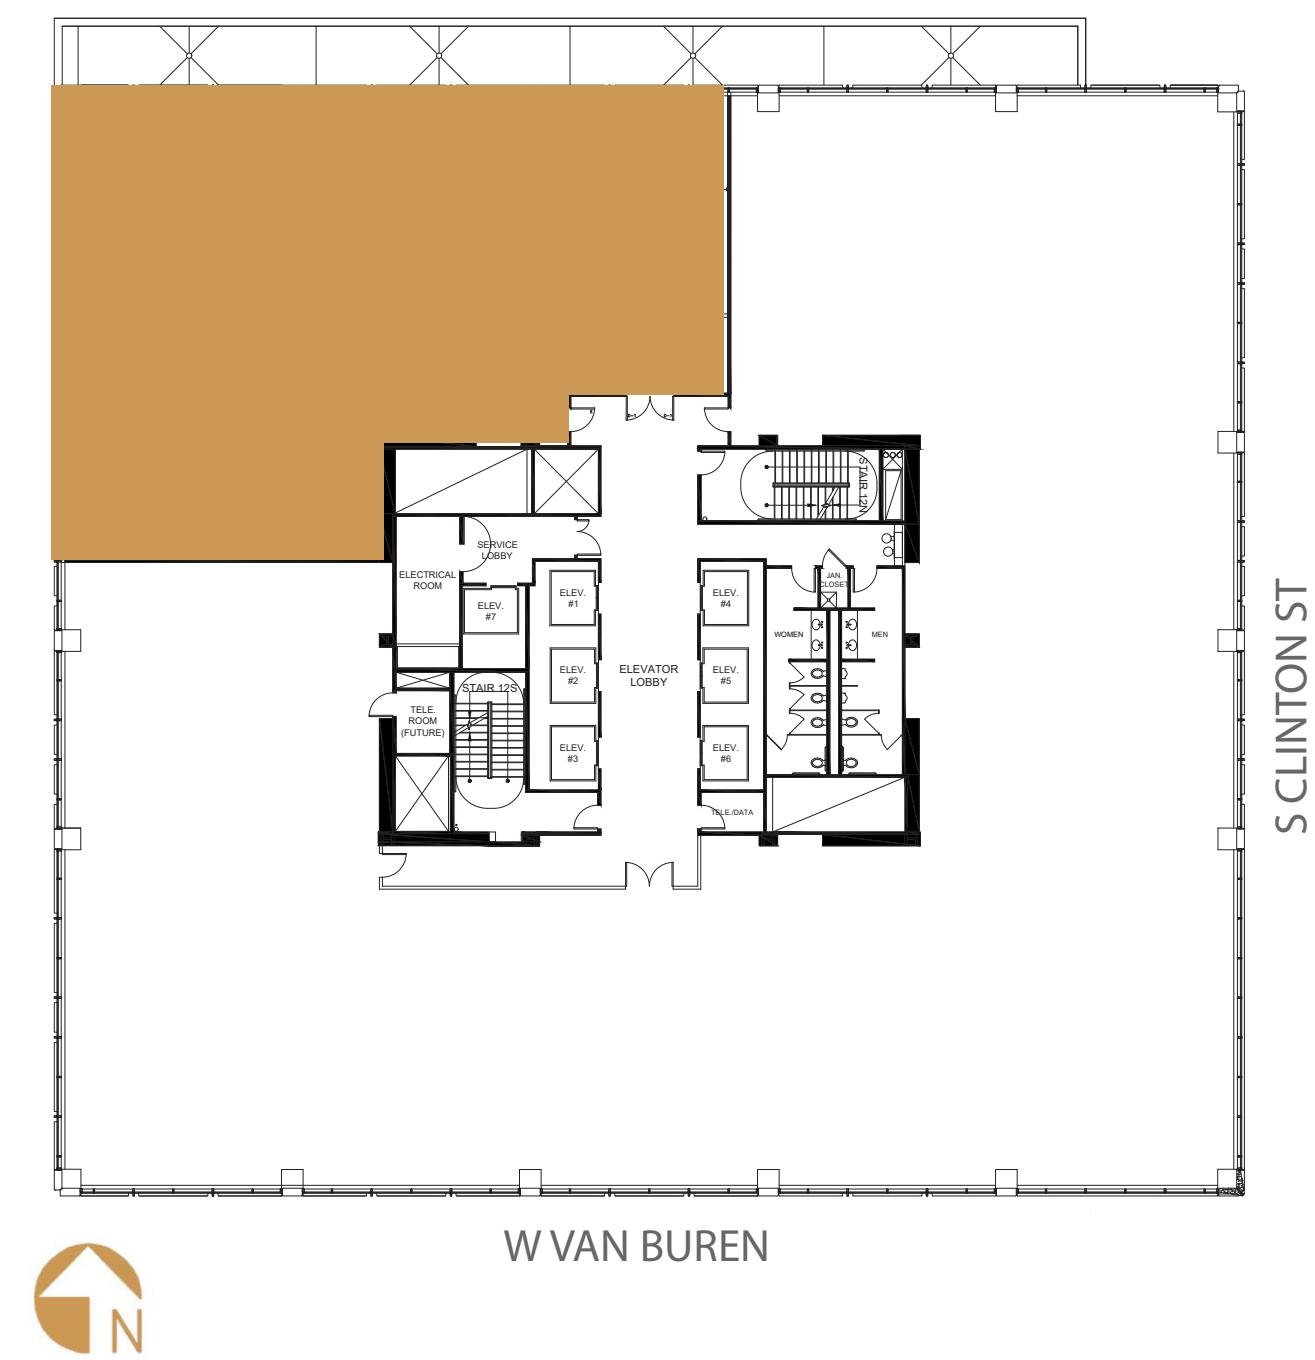 STAIR 12N
SERVICE
LOBBY
ELECTRICAL
ROOM
ELEV.
#7
ELEV.
#1
ELEV.
#4
JAN.
CLOSET
WOMEN
MEN
ELEVATOR
LOBBY
ELEV.
#2
ELEV.
#5
STAIR 12S
TELE.
ROOM
(FUTURE)
ELEV.
#3
ELEV.
#6
TELE./DATA
S CLINTON ST
W VAN BUREN
N